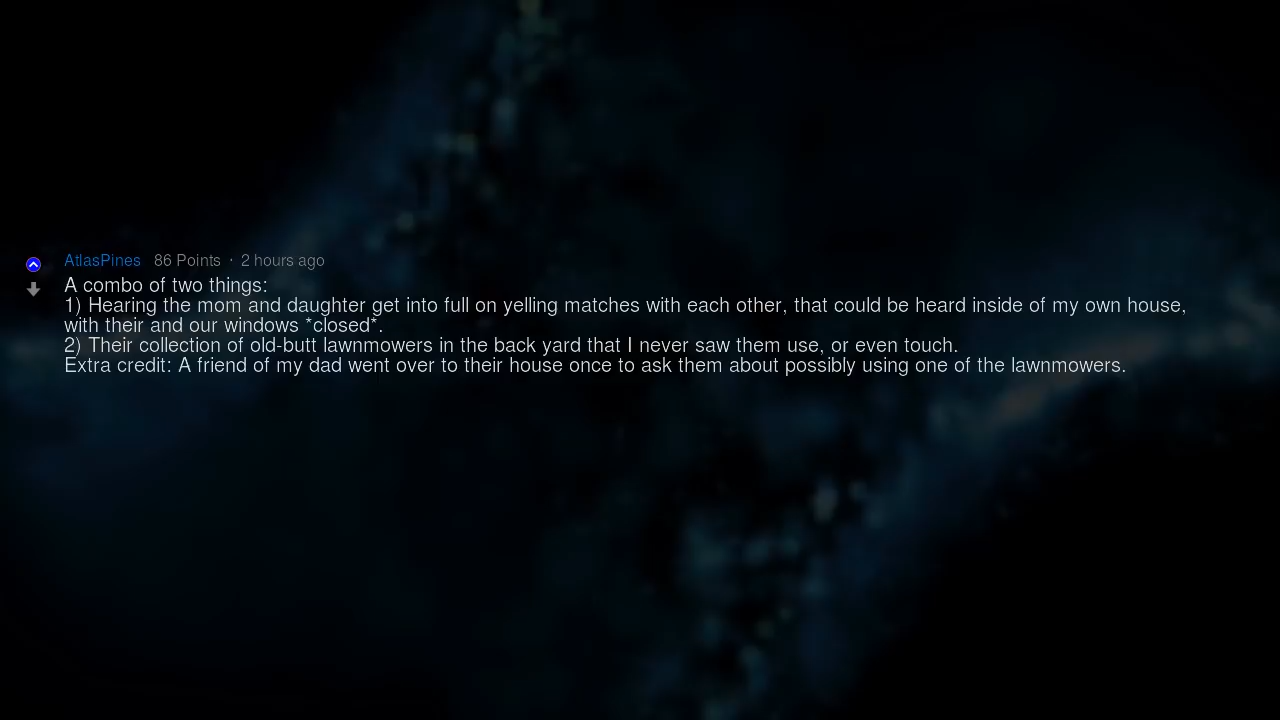 AtlasPines 86 Points · 2 hours ago
A combo of two things:
1) Hearing the mom and daughter get into full on yelling matches with each other, that could be heard inside of my own house,
with their and our windows *closed*.
2) Their collection of old-butt lawnmowers in the back yard that I never saw them use, or even touch.
Extra credit: A friend of my dad went over to their house once to ask them about possibly using one of the lawnmowers.